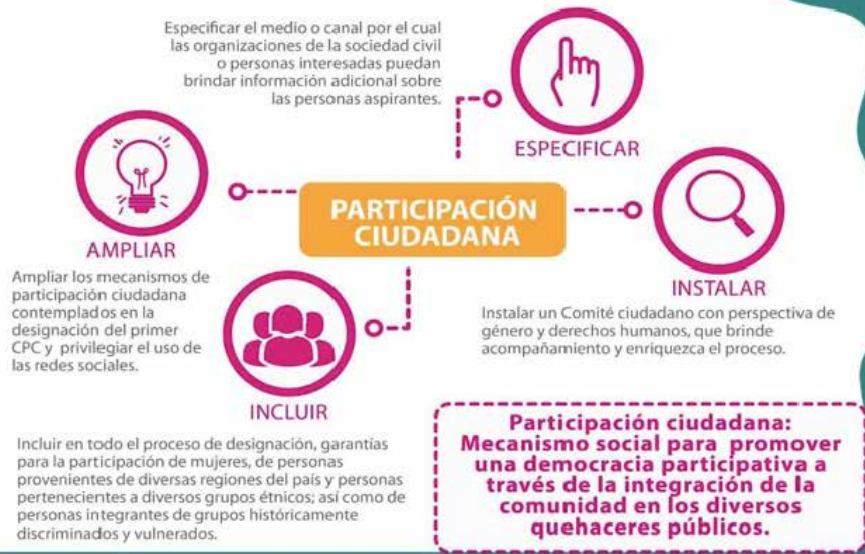 Especificar el medio o canal por el cual
las organizaciones de la sociedad civil
o personas interesadas puedan
brindar información adicional sobre
las personas aspirantes.
ESPECIFICAR
PARTICIPACIÓN
CIUDADANA
AMPLIAR
Ampliar los mecanismos de
participación ciudadana
contemplados en la
designación del primer
CPC y privilegiar el uso de
las redes sociales.
INSTALAR
Instalar un Comité ciudadano con perspectiva de
género y derechos humanos, que brinde
acompañamiento y enriquezca el proceso.
INCLUIR
Incluir en todo el proceso de designación, garantías
para la participación de mujeres, de personas
provenientes de diversas regiones del país y personas
pertenecientes a diversos grupos étnicos; así como de
personas integrantes de grupos históricamente
discriminados y vulnerados.
Participación ciudadana:
Mecanismo social para promover
una democracia participativa a
través de la integración de la
comunidad en los diversos
quehaceres públicos.